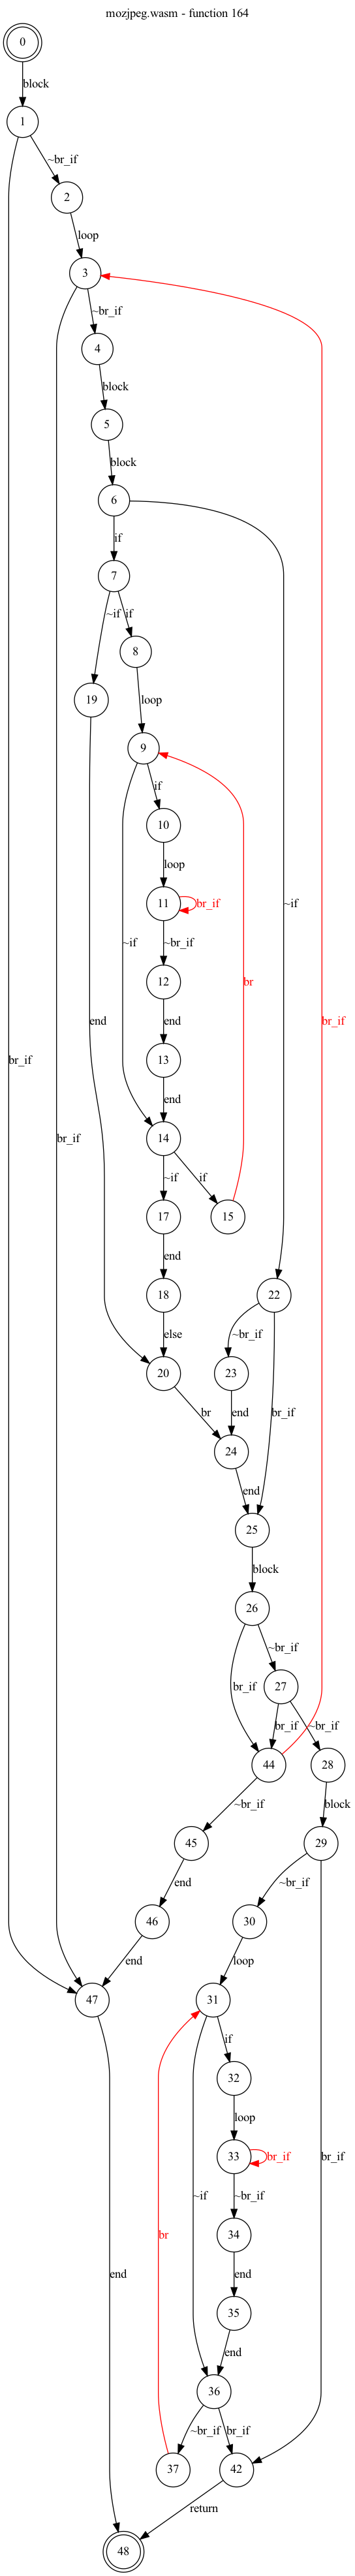 mozjpeg.wasm - function 164
0
block
1
~br_if
2
loop
3
~br_if
4
block
5
block
6
if
7
~if if
8
19
loop
9
if
10
loop
11 br_if
~if
~if
~br_if
12
br
end
end
br_if
br_if
13
br_if
end
14
~if if
17 15
end
18 22
else ~br_if
20 23
br end br_if
24
end
25
block
26
~br_if
br_if 27
br_if ~br_if
44 28
~br_if block
45 29
end ~br_if
46 30
end loop
47 31
if
32
loop
33 br_if
~if
~br_if
br_if
br
34
end
end
35
end
36
~br_if br_if
37 42
return
48